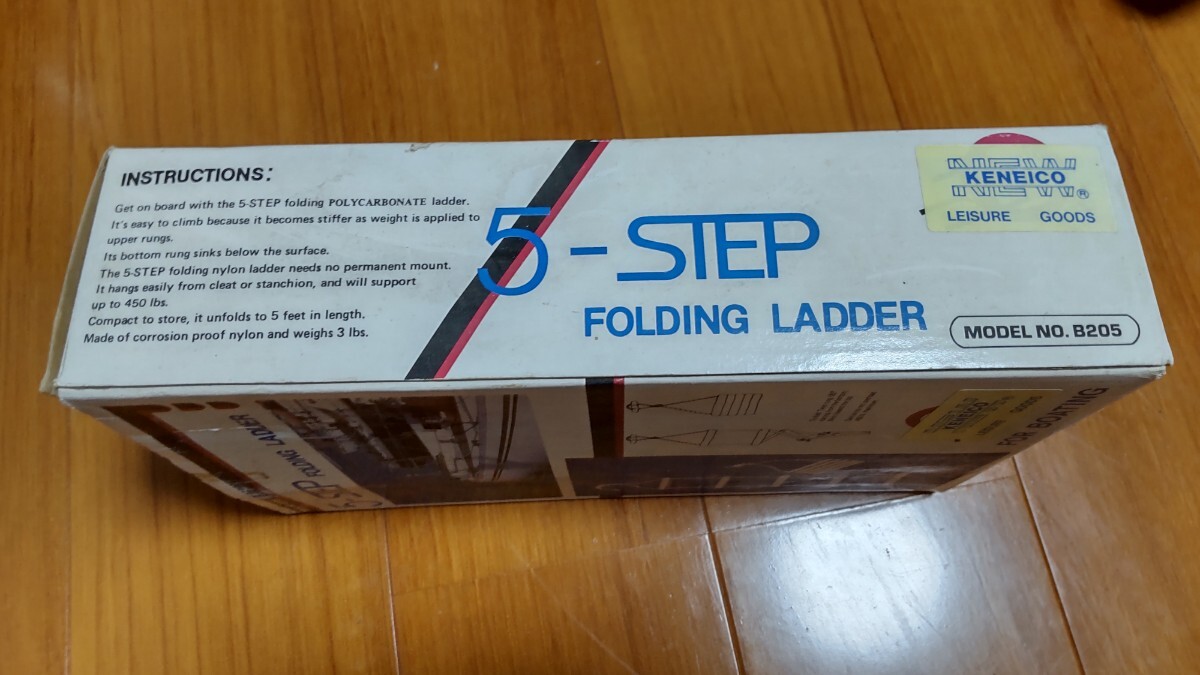 INSTRUCTIONS:
Get on board with the 5-STEP folding POLYCARBONATE ladder.
It's easy to climb because it becomes stiffer as weight is applied to
upper rungs.
Its bottom rung sinks below the surface.
The 5-STEP folding nylon ladder needs no permanent mount.
It hangs easily from cleat or stanchion, and will support
up to 450 lbs.
Compact to store, it unfolds to 5 feet in length.
Made of corrosion proof nylon and weighs 3 lbs.
5-STEP
FOLDING LADDER
MODEL NO. B205
NEW
KENEICO
®
LEISURE GOODS
FOLDING LADDER
KENEICO
FOR BOATING